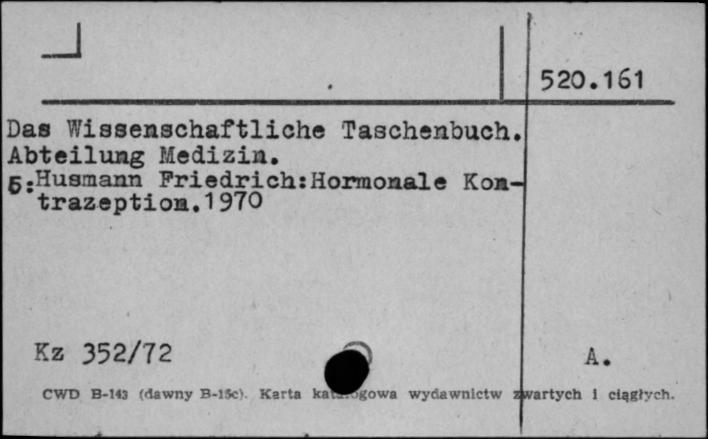 520.161
Das Wissenschaftliche Taschenbuch.
Abteilung Medizin.
5:Husmann Friedrich:Hormonale Kon-
trazeption.1970
Kz 352/72
A.
CWD B-143 (dawny B-15c). Karta katalogowa wydawnictw zwartych i ciągłych.